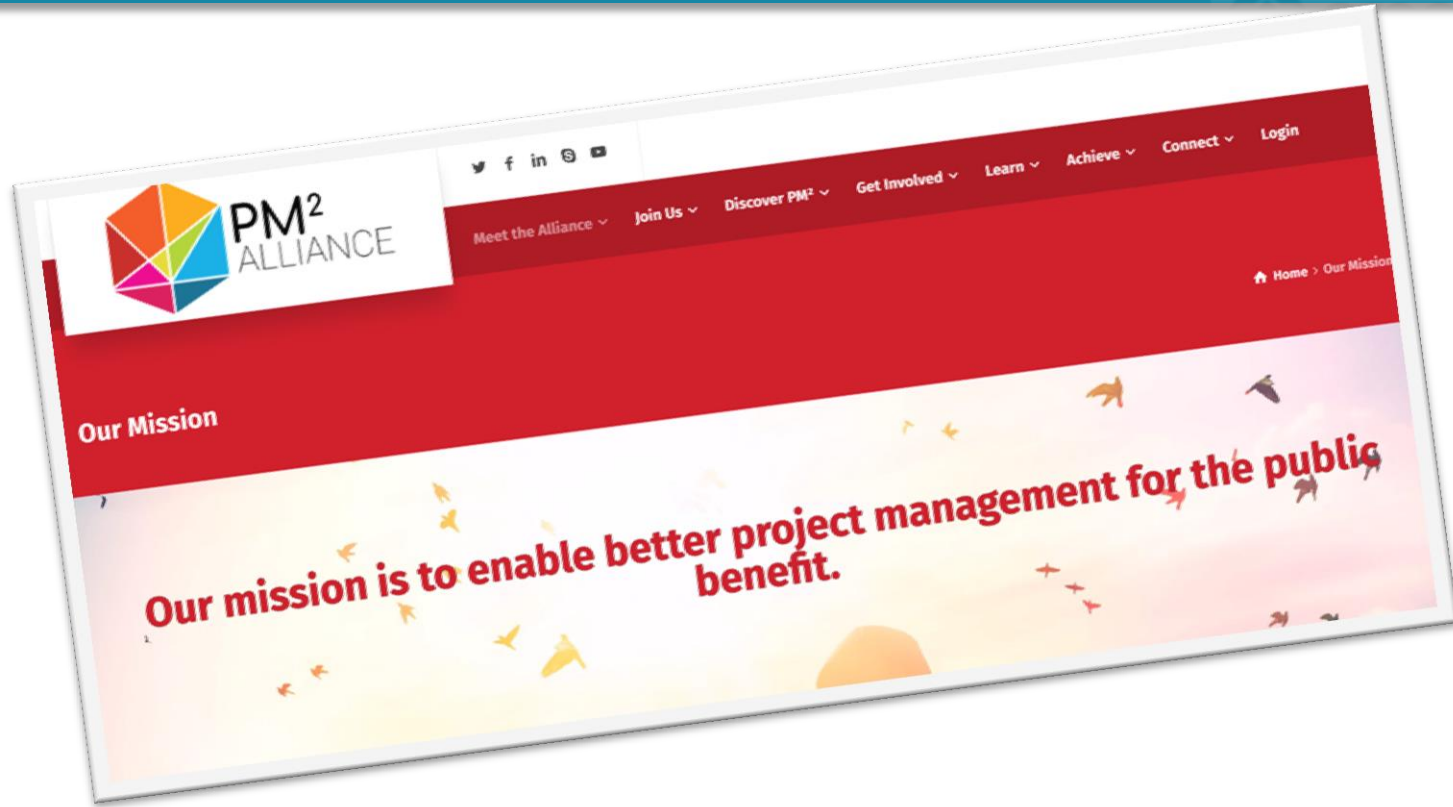 PM²
ALLIANCE
Meet the Alliance
Join Us
Discover PM²
Get Involved
Learn
Achieve
Connect
Login
Home > Our Mission
Our Mission
Our mission is to enable better project management for the public
benefit.